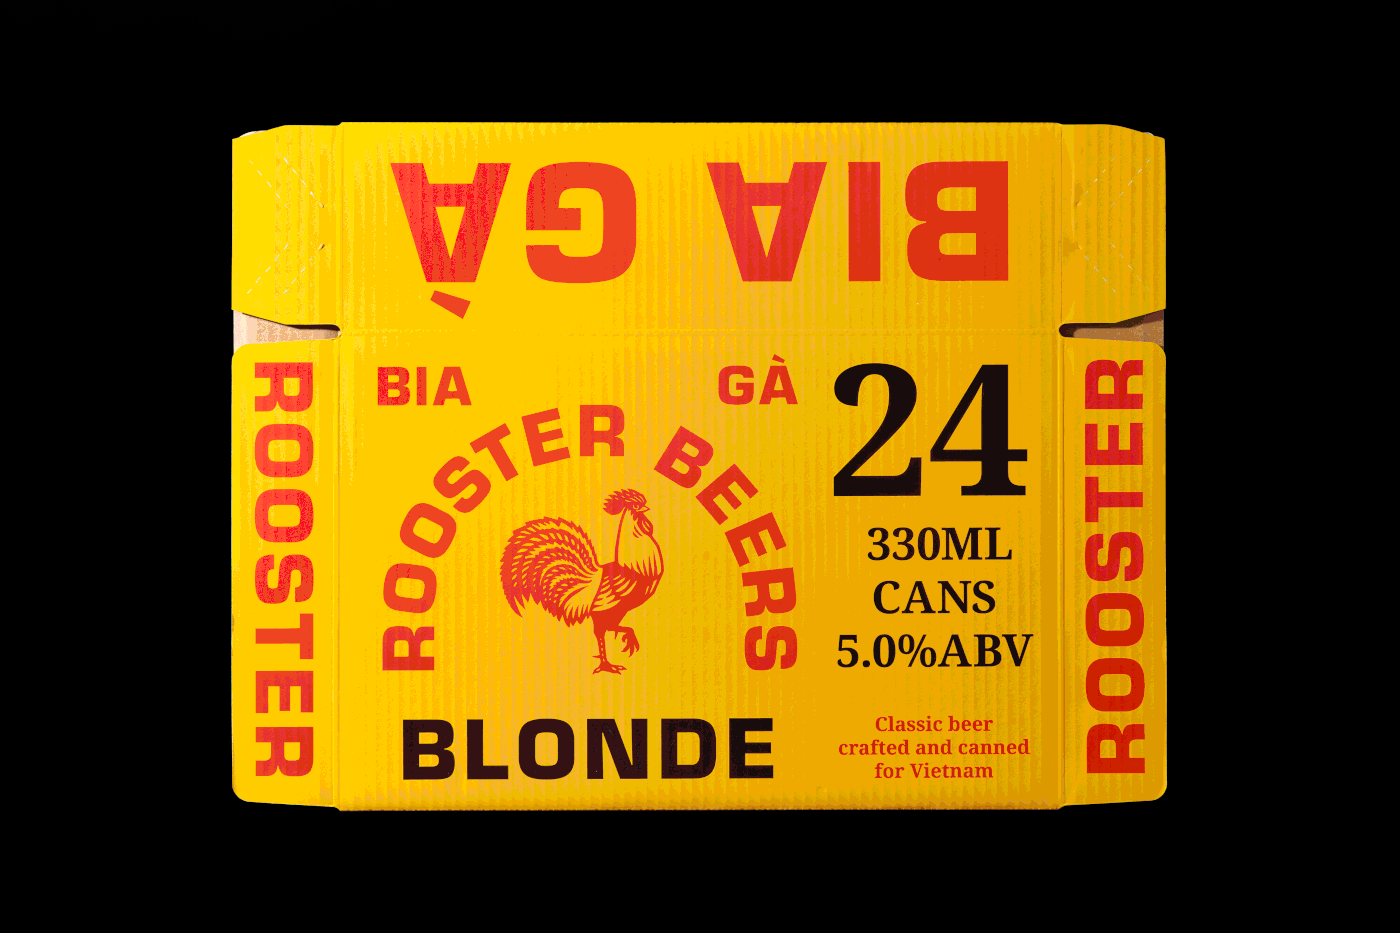 BIA GÀ
BIA GÀ
ROOSTER BEERS
BLONDE
24
330ML
CANS
5.0%ABV
Classic beer
crafted and canned
for Vietnam
ROOSTER
ROOSTER